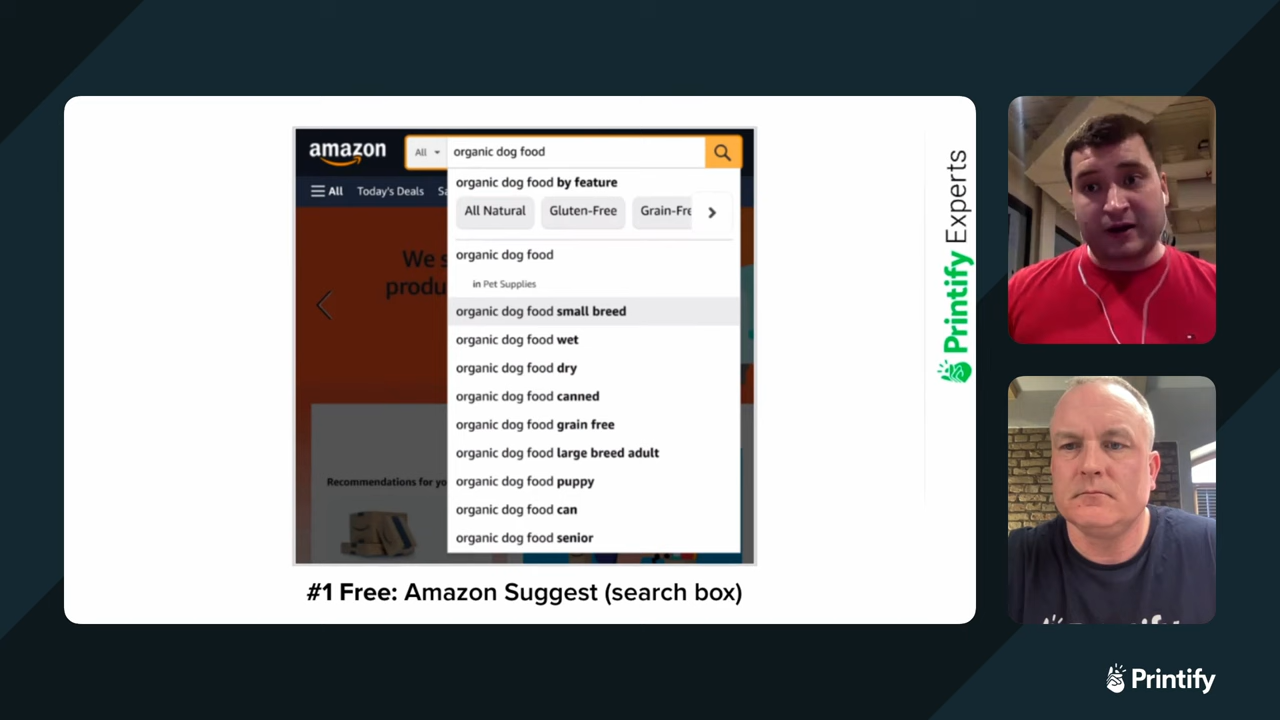 amazon
All
organic dog food
All Today's Deals
organic dog food by feature
All Natural
Gluten-Free
We s
produ
organic dog food
in Pet Supplies
organic dog food small breed
organic dog food wet
organic dog food dry
organic dog food canned
organic dog food grain free
organic dog food large breed adult
Recommendations for
organic dog food puppy
organic dog food can
organic dog food senior
#1 Free: Amazon Suggest (search box)
Printify Experts
Printify